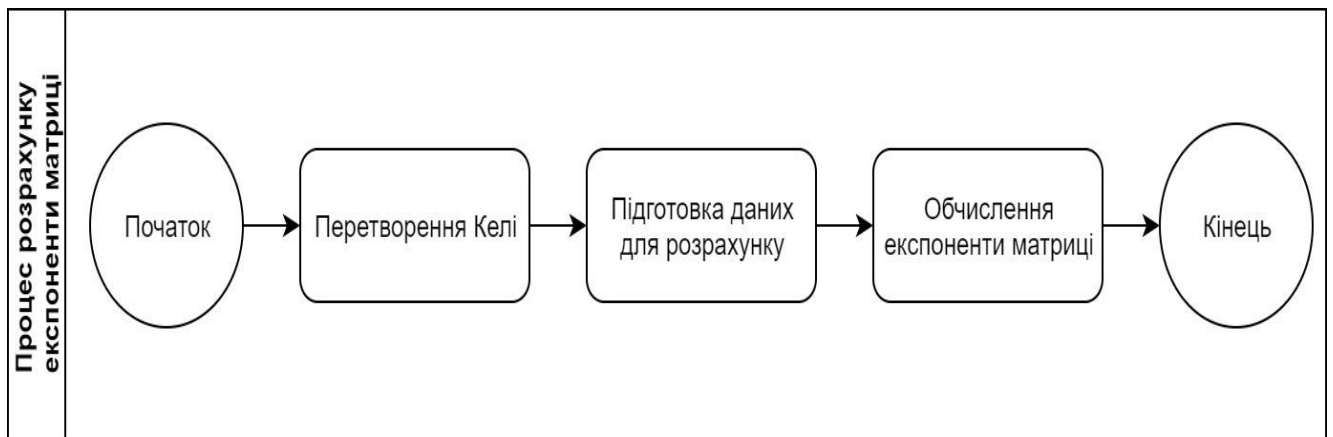 Процес розрахунку
експоненти матриці
Початок
Перетворення Келі
Підготовка даних
для розрахунку
Обчислення
експоненти матриці
Кінець